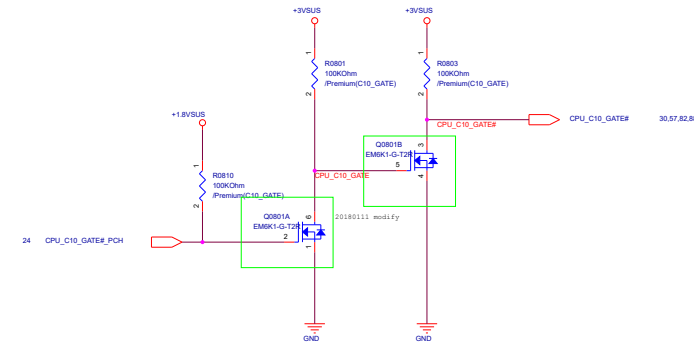 +3VSUS
+3VSUS
1
R0801
100KOhm
/Premium(C10_GATE)
2
1
R0803
100KOhm
/Premium(C10_GATE)
2
+1.8VSUS
CPU_C10_GATE#
CPU_C10_GATE#
30,57,82,8
Q0801B
EM6K1-G-T2R
3
5
4
1
R0810
100KOhm
/Premium(C10_GATE)
2
CPU_C10_GATE
Q0801A
EM6K1-G-T2R
6
2
1
20180111 modify
24
CPU_C10_GATE#_PCH
GND
GND